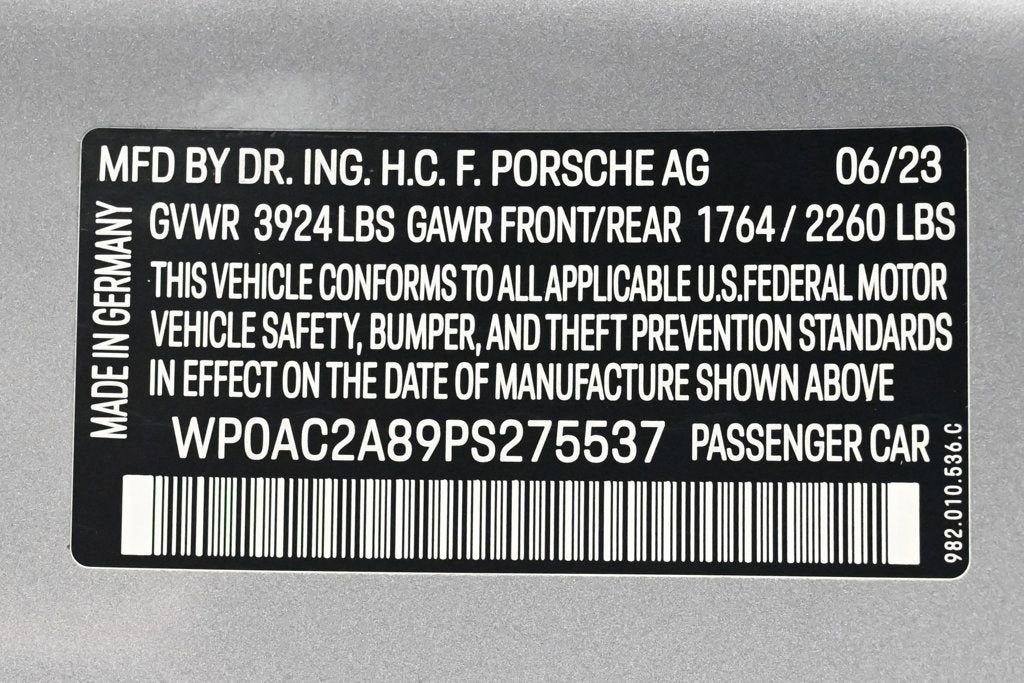 MFD BY DR. ING. H.C. F. PORSCHE AG 06/23
MADE IN GERMANY
GVWR 3924 LBS GAWR FRONT/REAR 1764 / 2260 LBS
THIS VEHICLE CONFORMS TO ALL APPLICABLE U.S.FEDERAL MOTOR
VEHICLE SAFETY, BUMPER, AND THEFT PREVENTION STANDARDS
IN EFFECT ON THE DATE OF MANUFACTURE SHOWN ABOVE
WP0AC2A89PS275537 PASSENGER CAR
982.010.536.C